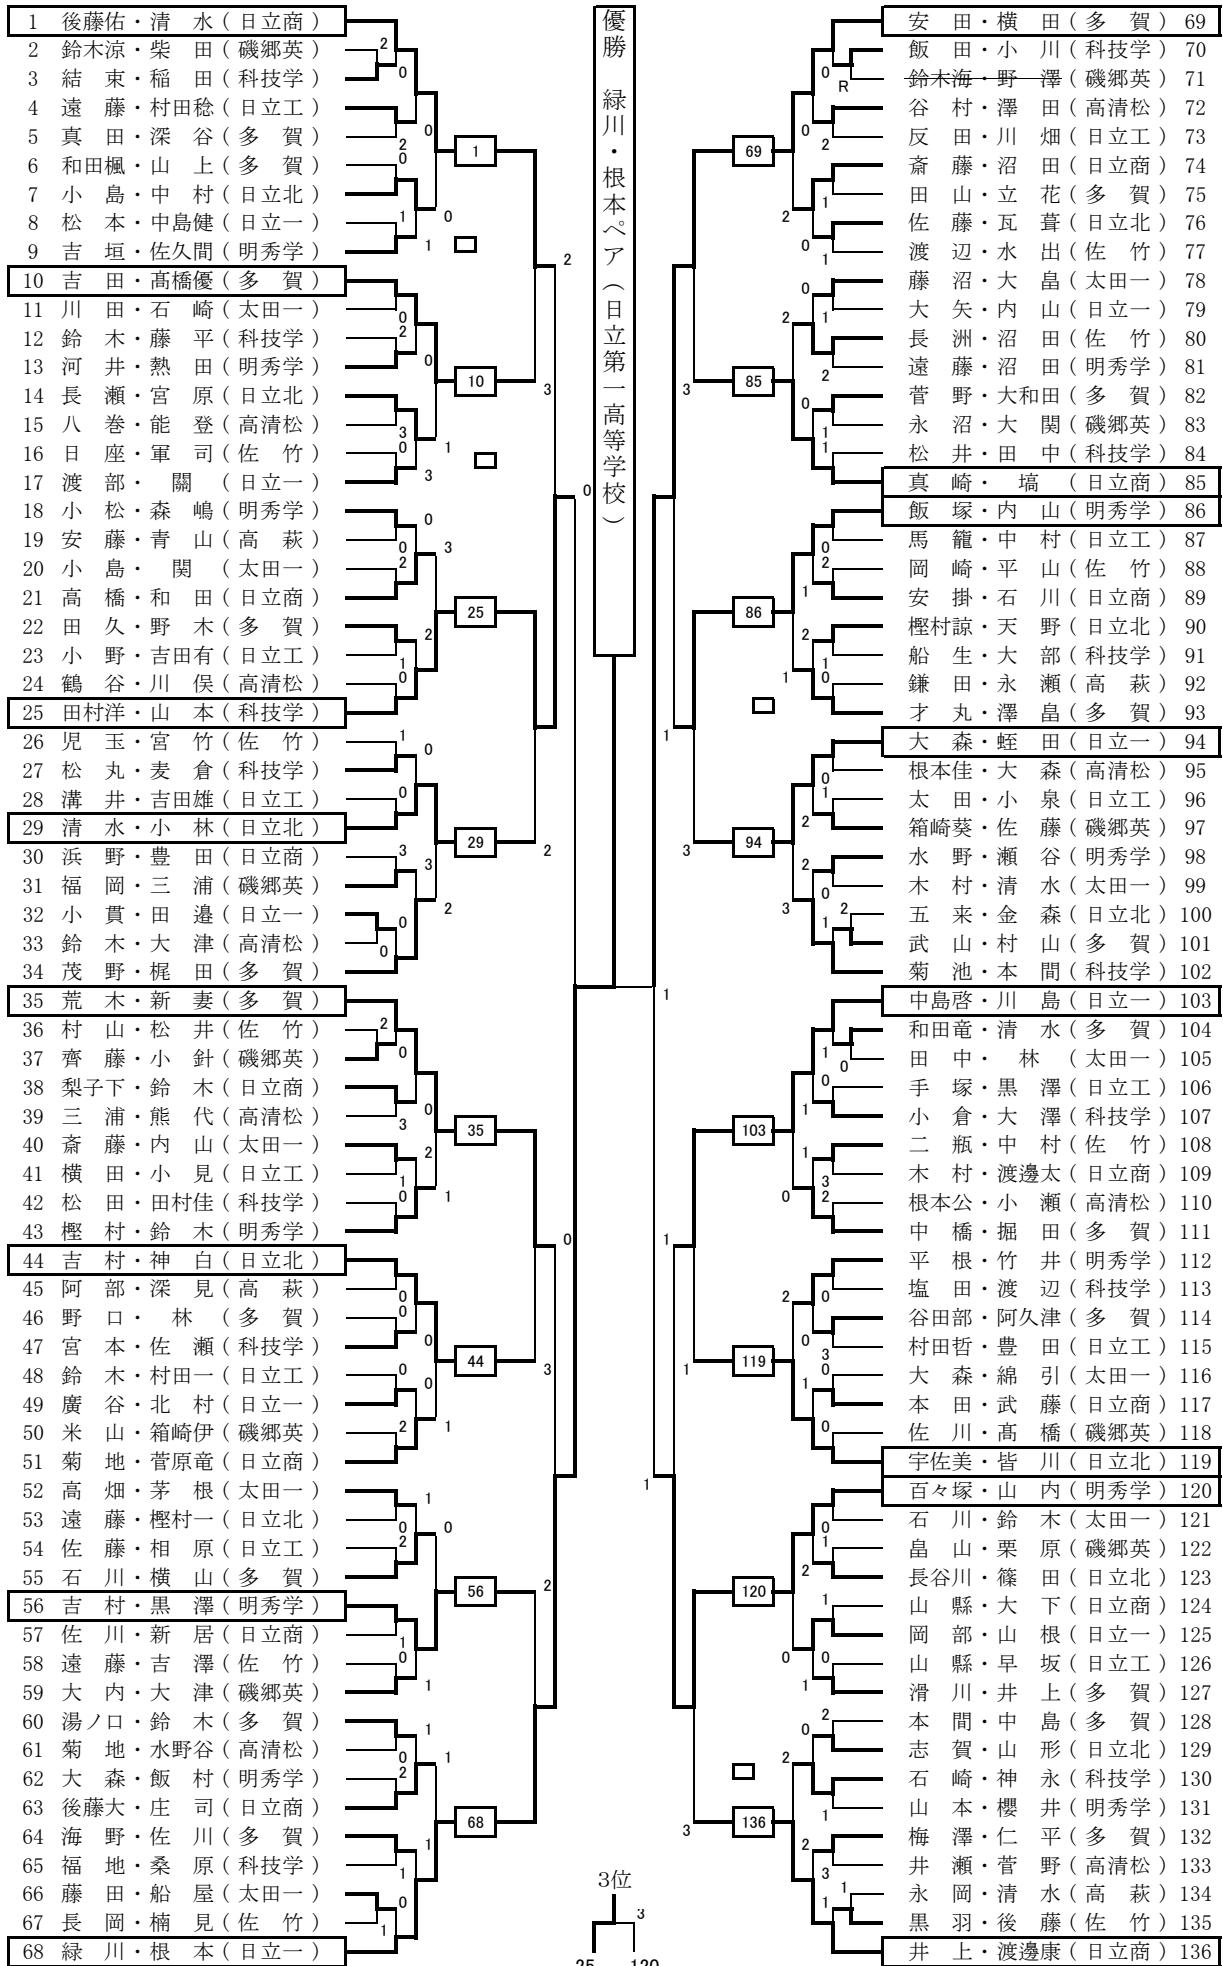 優勝　緑川・根本ペア（日立第一高等学校）
1 後藤佑・清　水（日立商）
2 鈴木涼・柴　田（磯郷英）
3 結　束・稲　田（科技学）
4 遠　藤・村田稔（日立工）
5 真　田・深　谷（多　賀）
6 和田楓・山　上（多　賀）
7 小　島・中　村（日立北）
8 松　本・中島健（日立一）
9 吉　垣・佐久間（明秀学）
10 吉　田・髙橋優（多　賀）
11 川　田・石　崎（太田一）
12 鈴　木・藤　平（科技学）
13 河　井・熱　田（明秀学）
14 長　瀬・宮　原（日立北）
15 八　巻・能　登（高清松）
16 日　座・軍　司（佐　竹）
17 渡　部・　關　（日立一）
18 小　松・森　嶋（明秀学）
19 安　藤・青　山（高　萩）
20 小　島・　関　（太田一）
21 高　橋・和　田（日立商）
22 田　久・野　木（多　賀）
23 小　野・吉田有（日立工）
24 鶴　谷・川　俣（高清松）
25 田村洋・山　本（科技学）
26 児　玉・宮　竹（佐　竹）
27 松　丸・麦　倉（科技学）
28 溝　井・吉田雄（日立工）
29 清　水・小　林（日立北）
30 浜　野・豊　田（日立商）
31 福　岡・三　浦（磯郷英）
32 小　貫・田　邉（日立一）
33 鈴　木・大　津（高清松）
34 茂　野・梶　田（多　賀）
35 荒　木・新　妻（多　賀）
36 村　山・松　井（佐　竹）
37 齊　藤・小　針（磯郷英）
38 梨子下・鈴　木（日立商）
39 三　浦・熊　代（高清松）
40 斎　藤・内　山（太田一）
41 横　田・小　見（日立工）
42 松　田・田村佳（科技学）
43 樫　村・鈴　木（明秀学）
44 吉　村・神　白（日立北）
45 阿　部・深　見（高　萩）
46 野　口・　林　（多　賀）
47 宮　本・佐　瀬（科技学）
48 鈴　木・村田一（日立工）
49 廣　谷・北　村（日立一）
50 米　山・箱崎伊（磯郷英）
51 菊　地・菅原竜（日立商）
52 高　畑・茅　根（太田一）
53 遠　藤・樫村一（日立北）
54 佐　藤・相　原（日立工）
55 石　川・横　山（多　賀）
56 吉　村・黒　澤（明秀学）
57 佐　川・新　居（日立商）
58 遠　藤・吉　澤（佐　竹）
59 大　内・大　津（磯郷英）
60 湯ノ口・鈴　木（多　賀）
61 菊　地・水野谷（高清松）
62 大　森・飯　村（明秀学）
63 後藤大・庄　司（日立商）
64 海　野・佐　川（多　賀）
65 福　地・桑　原（科技学）
66 藤　田・船　屋（太田一）
67 長　岡・楠　見（佐　竹）
68 緑　川・根　本（日立一）
安　田・横　田（多　賀）69
飯　田・小　川（科技学）70
鈴木海・野　澤（磯郷英）71
谷　村・澤　田（高清松）72
反　田・川　畑（日立工）73
斎　藤・沼　田（日立商）74
田　山・立　花（多　賀）75
佐　藤・瓦　葺（日立北）76
渡　辺・水　出（佐　竹）77
藤　沼・大　畠（太田一）78
大　矢・内　山（日立一）79
長　洲・沼　田（佐　竹）80
遠　藤・沼　田（明秀学）81
菅　野・大和田（多　賀）82
永　沼・大　関（磯郷英）83
松　井・田　中（科技学）84
真　崎・　塙　（日立商）85
飯　塚・内　山（明秀学）86
馬　籠・中　村（日立工）87
岡　崎・平　山（佐　竹）88
安　掛・石　川（日立商）89
樫村諒・天　野（日立北）90
船　生・大　部（科技学）91
鎌　田・永　瀬（高　萩）92
才　丸・澤　畠（多　賀）93
大　森・蛭　田（日立一）94
根本佳・大　森（高清松）95
太　田・小　泉（日立工）96
箱崎葵・佐　藤（磯郷英）97
水　野・瀬　谷（明秀学）98
木　村・清　水（太田一）99
五　来・金　森（日立北）100
武　山・村　山（多　賀）101
菊　池・本　間（科技学）102
中島啓・川　島（日立一）103
和田竜・清　水（多　賀）104
田　中・　林　（太田一）105
手　塚・黒　澤（日立工）106
小　倉・大　澤（科技学）107
二　瓶・中　村（佐　竹）108
木　村・渡邊太（日立商）109
根本公・小　瀬（高清松）110
中　橋・掘　田（多　賀）111
平　根・竹　井（明秀学）112
塩　田・渡　辺（科技学）113
谷田部・阿久津（多　賀）114
村田哲・豊　田（日立工）115
大　森・綿　引（太田一）116
本　田・武　藤（日立商）117
佐　川・髙　橋（磯郷英）118
宇佐美・皆　川（日立北）119
百々塚・山　内（明秀学）120
石　川・鈴　木（太田一）121
畠　山・栗　原（磯郷英）122
長谷川・篠　田（日立北）123
山　縣・大　下（日立商）124
岡　部・山　根（日立一）125
山　縣・早　坂（日立工）126
滑　川・井　上（多　賀）127
本　間・中　島（多　賀）128
志　賀・山　形（日立北）129
石　崎・神　永（科技学）130
山　本・櫻　井（明秀学）131
梅　澤・仁　平（多　賀）132
井　瀬・菅　野（高清松）133
永　岡・清　水（高　萩）134
黒　羽・後　藤（佐　竹）135
井　上・渡邊康（日立商）136
1
10
25
29
35
44
56
68
69
85
86
94
103
119
120
136
R
3位
3
25 120